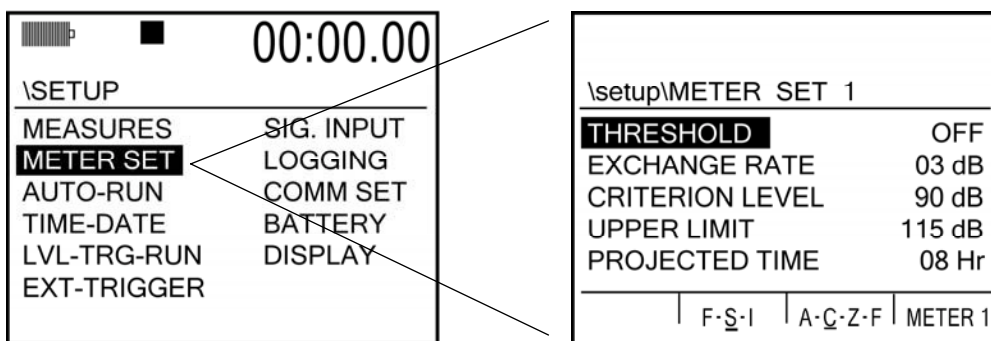 00:00.00
\SETUP
MEASURES SIG. INPUT
METER SET LOGGING
AUTO-RUN COMM SET
TIME-DATE BATTERY
LVL-TRG-RUN DISPLAY
EXT-TRIGGER
\setup\METER SET 1
THRESHOLD OFF
EXCHANGE RATE 03 dB
CRITERION LEVEL 90 dB
UPPER LIMIT 115 dB
PROJECTED TIME 08 Hr
F-S-I A-C-Z-F METER 1